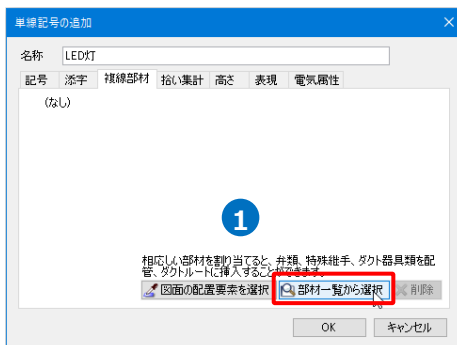 単線記号の追加
名称 LED灯
記号 添字 複線部材 拾い集計 高さ 表現 電気属性
(なし)
1
相応しい部材を割り当てると、弁類、特殊継手、ダクト器具類を配
管、ダクトルートに挿入することができます。
図面の配置要素を選択 部材一覧から選択 削除
OK キャンセル